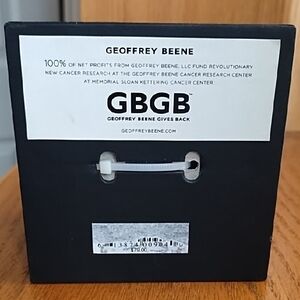 GEOFFREY BEENE
100% OF NET PROFITS FROM GEOFFREY BEENE, LLC FUND REVOLUTIONARY
NEW CANCER RESEARCH AT THE GEOFFREY BEENE CANCER RESEARCH CENTER
AT MEMORIAL SLOAN KETTERING CANCER CENTER
GBGB™
GEOFFREY BEENE GIVES BACK
GEOFFREYBEENE.COM